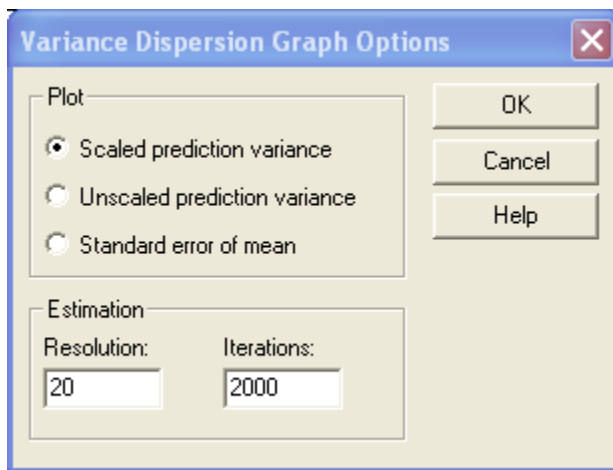 Variance Dispersion Graph Options
Plot
Scaled prediction variance
Unscaled prediction variance
Standard error of mean
OK
Cancel
Help
Estimation
Resolution: Iterations:
20 2000